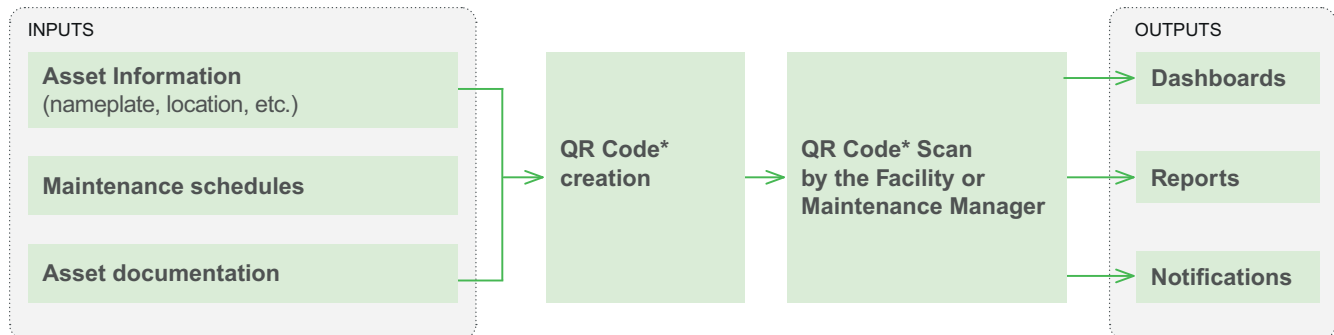 INPUTS
Asset Information
(nameplate, location, etc.)
Maintenance schedules
Asset documentation
QR Code*
creation
QR Code* Scan
by the Facility or
Maintenance Manager
OUTPUTS
Dashboards
Reports
Notifications